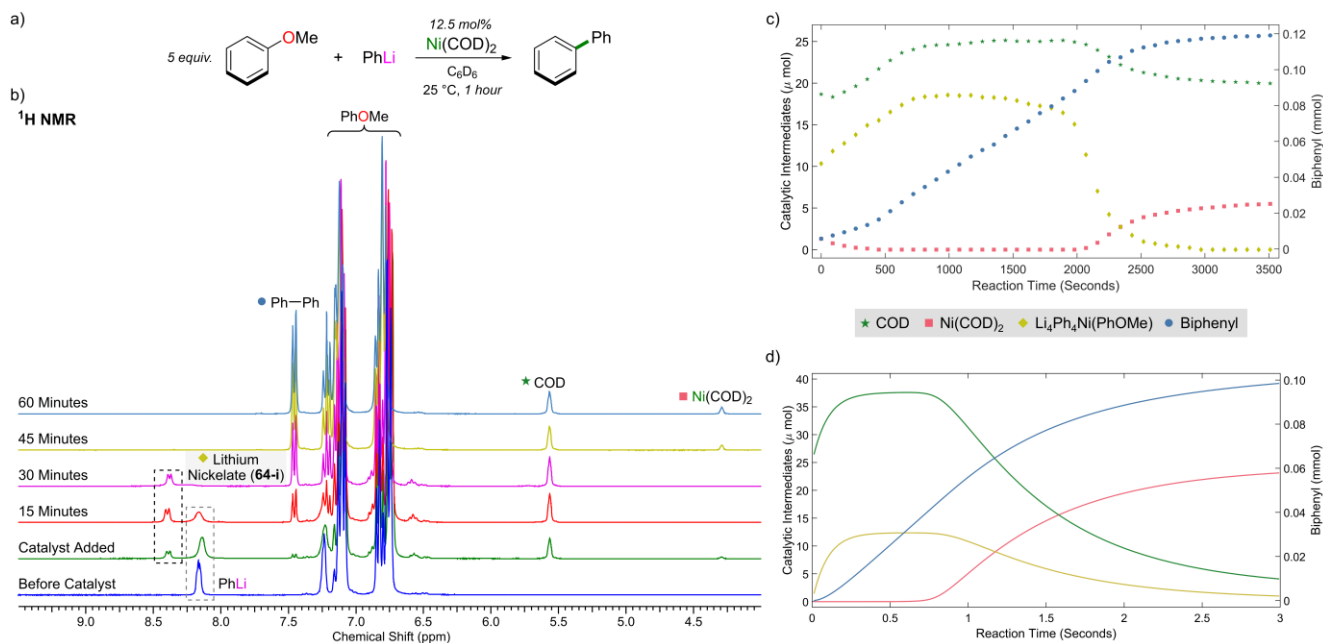 a)
5 equiv.
OMe
+
PhLi
12.5 mol%
Ni(COD)2
C6D6
25 °C, 1 hour
Ph
b)
1H NMR
PhOMe
Ph—Ph
COD
Ni(COD)2
60 Minutes
45 Minutes
Lithium
Nickelate (64-i)
30 Minutes
15 Minutes
Catalyst Added
Before Catalyst
PhLi
9.0 8.5 8.0 7.5 7.0 6.5 6.0 5.5 5.0 4.5
Chemical Shift (ppm)
c)
Catalytic Intermediates (μ mol)
25
20
15
10
5
0
0.12
0.10
0.08
0.06
0.04
0.02
0
Biphenyl (mmol)
0 500 1000 1500 2000 2500 3000 3500
Reaction Time (Seconds)
COD Ni(COD)2 Li4Ph4Ni(PhOMe) Biphenyl
d)
Catalytic Intermediates (μ mol)
40
35
30
25
20
15
10
5
0
0.10
0.08
0.06
0.04
0.02
0
Biphenyl (mmol)
0 0.5 1 1.5 2 2.5 3
Reaction Time (Seconds)